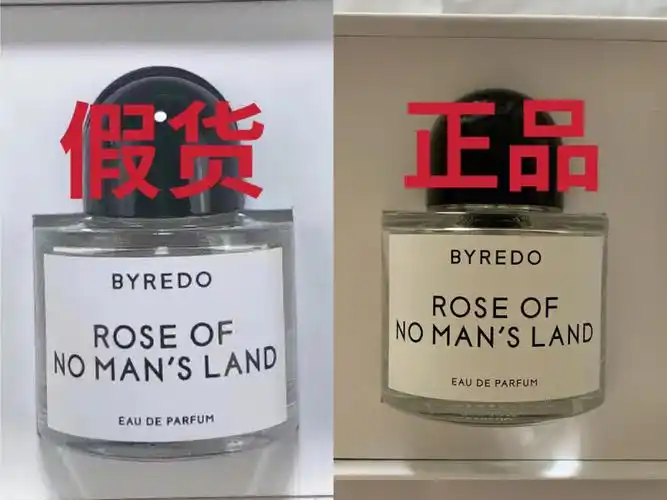 假货
BYREDO
ROSE OF
NO MAN'S LAND
EAU DE PARFUM
正品
BYREDO
ROSE OF
NO MAN'S LAND
EAU DE PARFUM